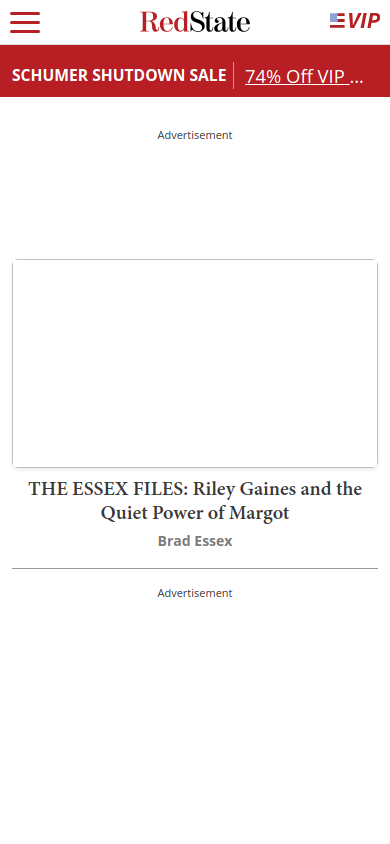 RedState
VIP
SCHUMER SHUTDOWN SALE
74% Off VIP ...
Advertisement
THE ESSEX FILES: Riley Gaines and the
Quiet Power of Margot
Brad Essex
Advertisement